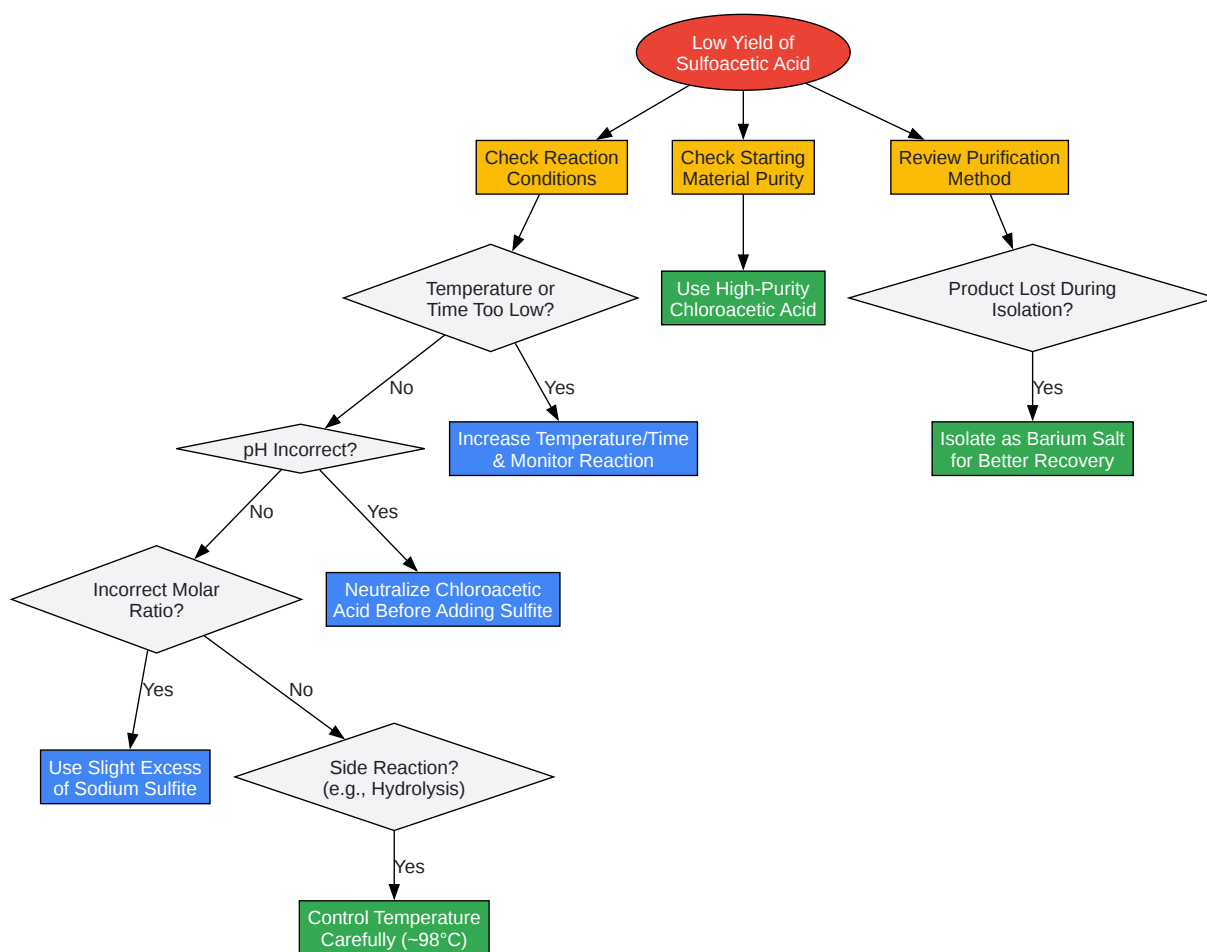 Low Yield of
Sulfoacetic Acid
Check Reaction
Conditions
Check Starting
Material Purity
Review Purification
Method
Temperature or
Time Too Low?
Use High-Purity
Chloroacetic Acid
Product Lost During
Isolation?
No
Yes
Yes
pH Incorrect?
Increase Temperature/Time
& Monitor Reaction
Isolate as Barium Salt
for Better Recovery
No
Yes
Incorrect Molar
Ratio?
Neutralize Chloroacetic
Acid Before Adding Sulfite
Yes
No
Use Slight Excess
of Sodium Sulfite
Side Reaction?
(e.g., Hydrolysis)
Yes
Control Temperature
Carefully (~98°C)